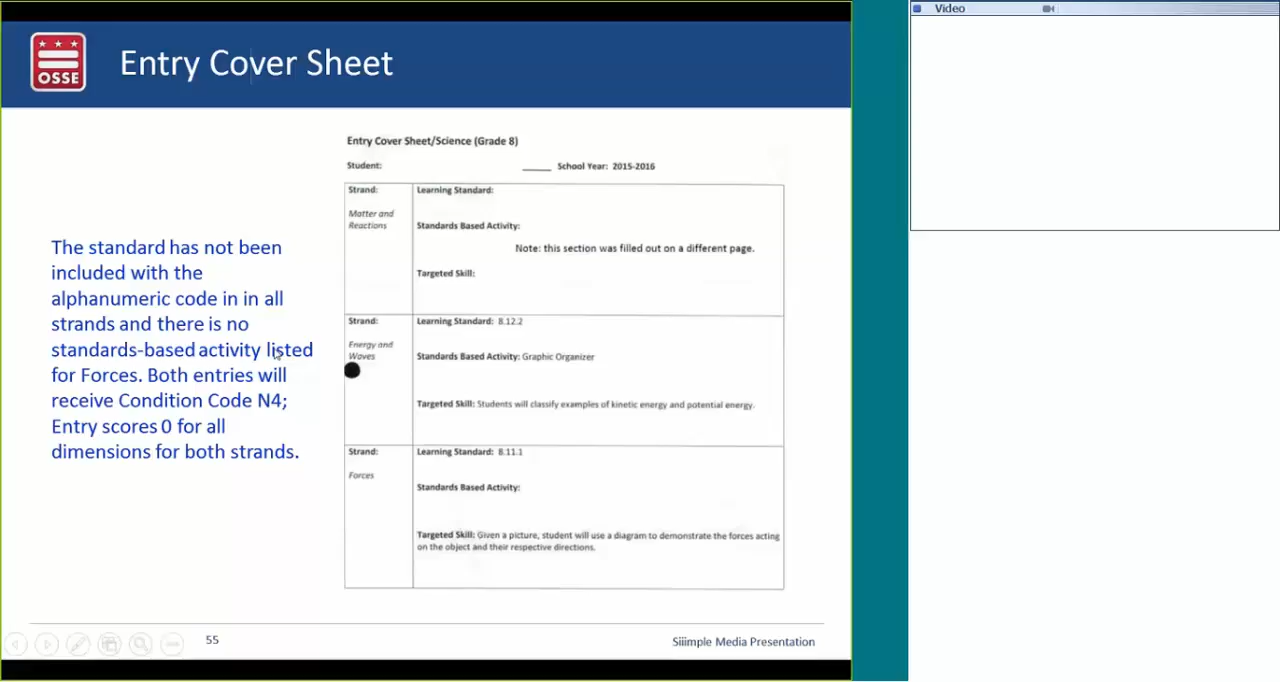 Video
OSSE
Entry Cover Sheet
Entry Cover Sheet/Science (Grade 8)
Student: _____ School Year: 2015-2016
Strand:
Matter and
Reactions
Learning Standard:
Standards Based Activity:
Note: this section was filled out on a different page.
Targeted Skill:
Strand:
Energy and
Waves
Learning Standard: 8.12.2
Standards Based Activity: Graphic Organizer
Targeted Skill: Students will classify examples of kinetic energy and potential energy.
Strand:
Forces
Learning Standard: 8.11.1
Standards Based Activity:
Targeted Skill: Given a picture, student will use a diagram to demonstrate the forces acting
on the object and their respective directions.
The standard has not been
included with the
alphanumeric code in in all
strands and there is no
standards-based activity listed
for Forces. Both entries will
receive Condition Code N4;
Entry scores 0 for all
dimensions for both strands.
55
Siiimple Media Presentation